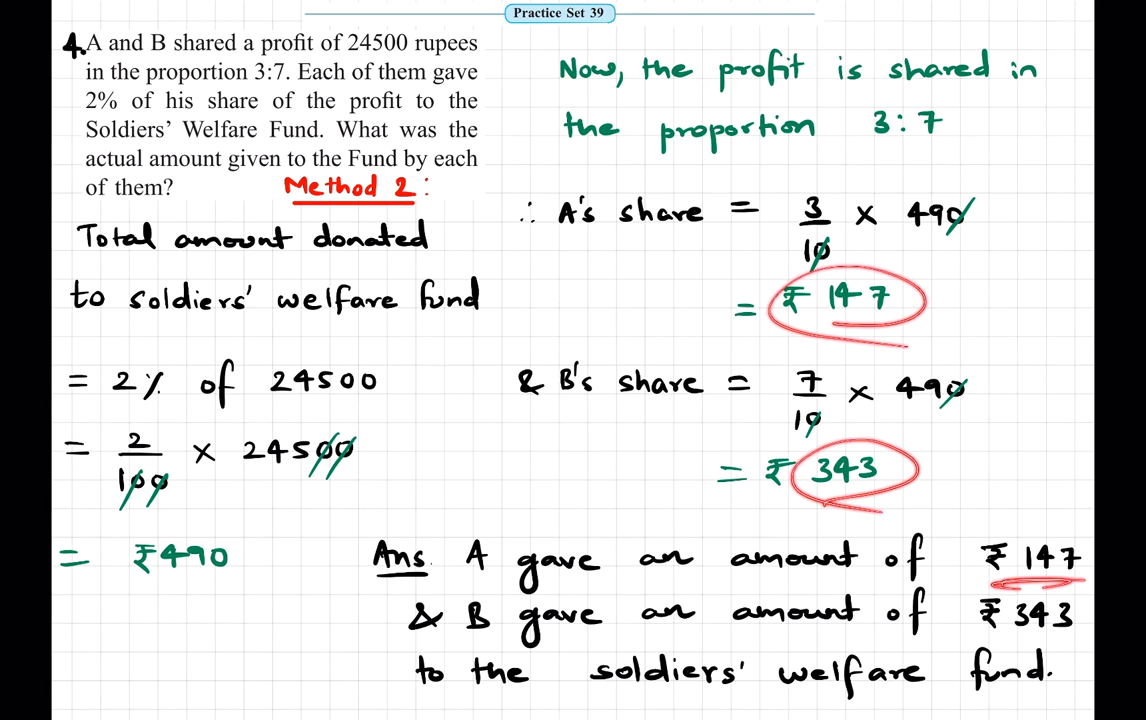 Practice Set 39
4. A and B shared a profit of 24500 rupees
in the proportion 3:7. Each of them gave
2% of his share of the profit to the
Soldiers' Welfare Fund. What was the
actual amount given to the Fund by each
of them?
Method 2:
Total amount donated
to soldiers' welfare fund
= 2% of 24500
= 2/100 × 24500
= ₹490
Now, the profit is shared in
the proportion 3:7
∴ A's share = 3/10 × 490
= ₹ 147
& B's share = 7/10 × 490
= ₹ 343
Ans. A gave an amount of ₹ 147
& B gave an amount of ₹ 343
to the soldiers' welfare fund.